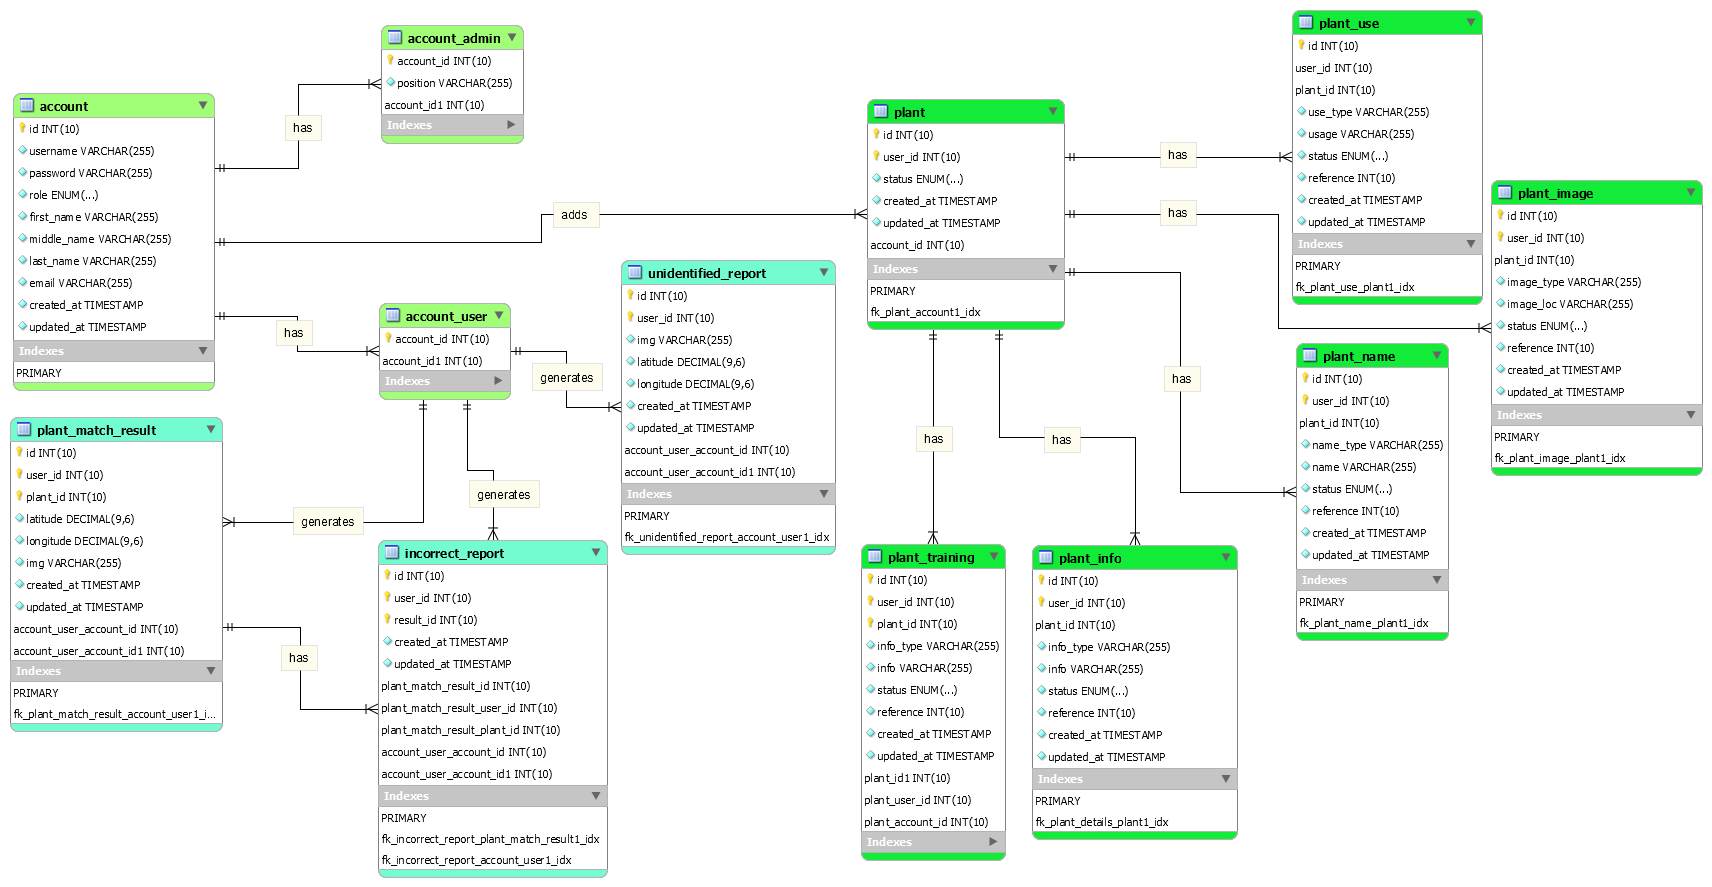 account
id INT(10)
username VARCHAR(255)
password VARCHAR(255)
role ENUM(...)
first_name VARCHAR(255)
middle_name VARCHAR(255)
last_name VARCHAR(255)
email VARCHAR(255)
created_at TIMESTAMP
updated_at TIMESTAMP
Indexes
PRIMARY
has
account_admin
account_id INT(10)
position VARCHAR(255)
account_id1 INT(10)
Indexes
adds
has
account_user
account_id INT(10)
account_id1 INT(10)
Indexes
generates
unidentified_report
id INT(10)
user_id INT(10)
img VARCHAR(255)
latitude DECIMAL(9,6)
longitude DECIMAL(9,6)
created_at TIMESTAMP
updated_at TIMESTAMP
account_user_account_id INT(10)
account_user_account_id1 INT(10)
Indexes
PRIMARY
fk_unidentified_report_account_user1_idx
plant_match_result
id INT(10)
user_id INT(10)
plant_id INT(10)
latitude DECIMAL(9,6)
longitude DECIMAL(9,6)
img VARCHAR(255)
created_at TIMESTAMP
updated_at TIMESTAMP
account_user_account_id INT(10)
account_user_account_id1 INT(10)
Indexes
PRIMARY
fk_plant_match_result_account_user1_i...
generates
generates
has
incorrect_report
id INT(10)
user_id INT(10)
result_id INT(10)
created_at TIMESTAMP
updated_at TIMESTAMP
plant_match_result_id INT(10)
plant_match_result_user_id INT(10)
plant_match_result_plant_id INT(10)
account_user_account_id INT(10)
account_user_account_id1 INT(10)
Indexes
PRIMARY
fk_incorrect_report_plant_match_result1_idx
fk_incorrect_report_account_user1_idx
plant
id INT(10)
user_id INT(10)
status ENUM(...)
created_at TIMESTAMP
updated_at TIMESTAMP
account_id INT(10)
Indexes
PRIMARY
fk_plant_account1_idx
has
has
has
has
has
plant_use
id INT(10)
user_id INT(10)
plant_id INT(10)
use_type VARCHAR(255)
usage VARCHAR(255)
status ENUM(...)
reference INT(10)
created_at TIMESTAMP
updated_at TIMESTAMP
Indexes
PRIMARY
fk_plant_use_plant1_idx
plant_image
id INT(10)
user_id INT(10)
plant_id INT(10)
image_type VARCHAR(255)
image_loc VARCHAR(255)
status ENUM(...)
reference INT(10)
created_at TIMESTAMP
updated_at TIMESTAMP
Indexes
PRIMARY
fk_plant_image_plant1_idx
plant_name
id INT(10)
user_id INT(10)
plant_id INT(10)
name_type VARCHAR(255)
name VARCHAR(255)
status ENUM(...)
reference INT(10)
created_at TIMESTAMP
updated_at TIMESTAMP
Indexes
PRIMARY
fk_plant_name_plant1_idx
plant_training
id INT(10)
user_id INT(10)
plant_id INT(10)
info_type VARCHAR(255)
info VARCHAR(255)
status ENUM(...)
reference INT(10)
created_at TIMESTAMP
updated_at TIMESTAMP
plant_id1 INT(10)
plant_user_id INT(10)
plant_account_id INT(10)
Indexes
plant_info
id INT(10)
user_id INT(10)
plant_id INT(10)
info_type VARCHAR(255)
info VARCHAR(255)
status ENUM(...)
reference INT(10)
created_at TIMESTAMP
updated_at TIMESTAMP
Indexes
PRIMARY
fk_plant_details_plant1_idx